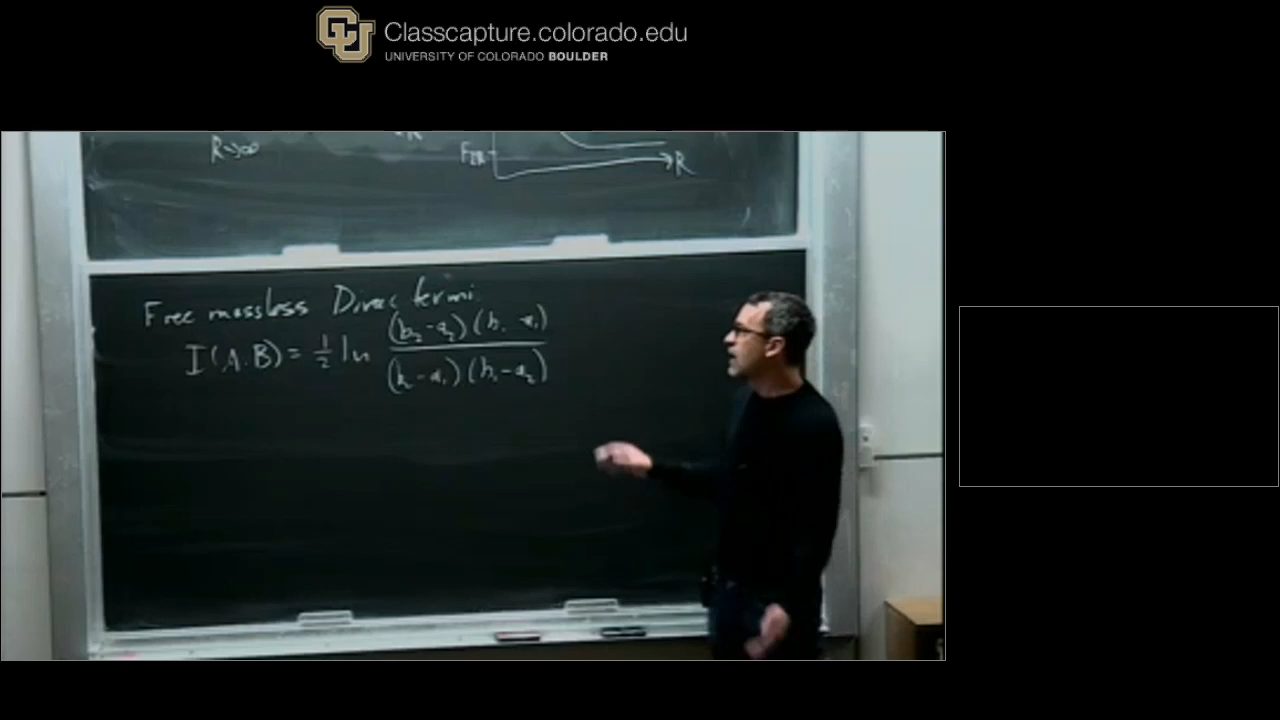 Classcapture.colorado.edu
UNIVERSITY OF COLORADO BOULDER
R→∞
R
F_IR
R
Free massless Dirac fermi.
I(A:B) = 1/2 ln (b₂-a₂)(b₁-a₁) / (b₂-a₁)(b₁-a₂)